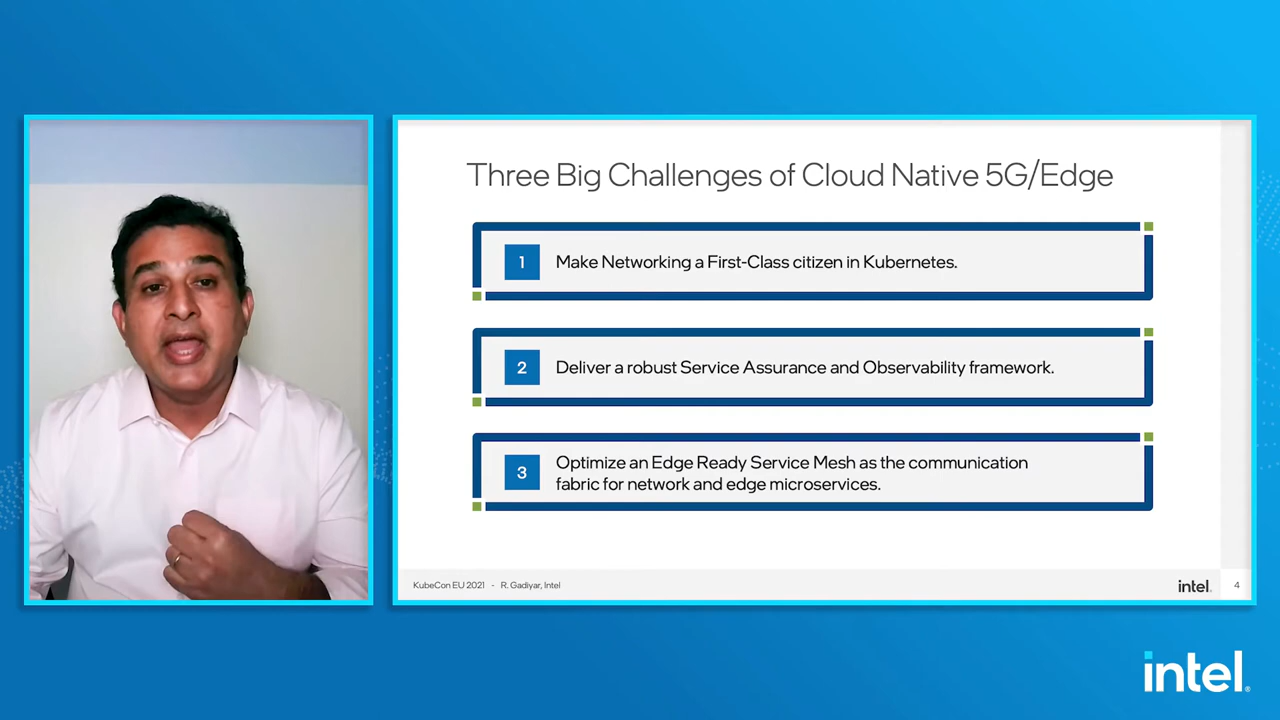 Three Big Challenges of Cloud Native 5G/Edge
1 Make Networking a First-Class citizen in Kubernetes.
2 Deliver a robust Service Assurance and Observability framework.
3 Optimize an Edge Ready Service Mesh as the communication
fabric for network and edge microservices.
KubeCon EU 2021 - R. Gadiyar, Intel
intel.
4
intel.